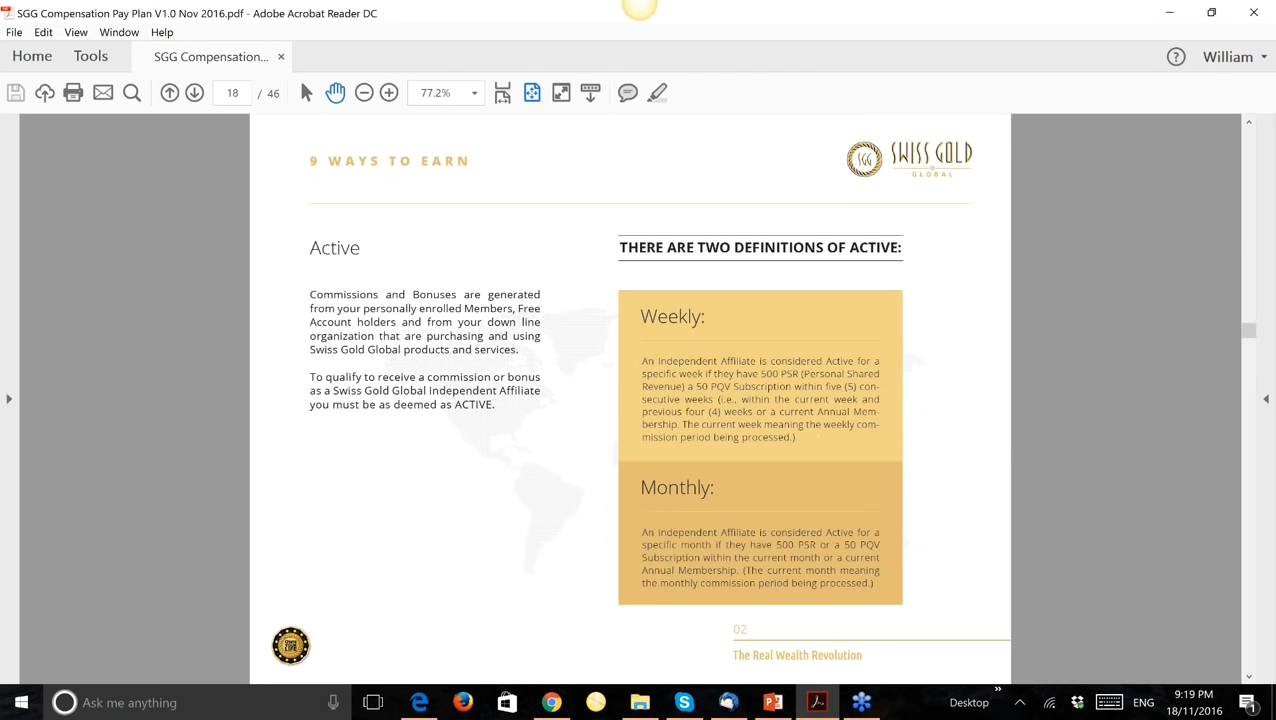 SGG Compensation Pay Plan V1.0 Nov 2016.pdf - Adobe Acrobat Reader DC
File Edit View Window Help
Home Tools SGG Compensation... × ? William
18 / 46 77.2%
9 WAYS TO EARN
SGG SWISS GOLD
GLOBAL
Active
Commissions and Bonuses are generated
from your personally enrolled Members, Free
Account holders and from your down line
organization that are purchasing and using
Swiss Gold Global products and services.
To qualify to receive a commission or bonus
as a Swiss Gold Global Independent Affiliate
you must be as deemed as ACTIVE.
THERE ARE TWO DEFINITIONS OF ACTIVE:
Weekly:
An Independent Affiliate is considered Active for a
specific week if they have 500 PSR (Personal Shared
Revenue) a 50 PQV Subscription within five (5) con-
secutive weeks (i.e., within the current week and
previous four (4) weeks or a current Annual Mem-
bership. The current week meaning the weekly com-
mission period being processed.)
Monthly:
An Independent Affiliate is considered Active for a
specific month if they have 500 PSR or a 50 PQV
Subscription within the current month or a current
Annual Membership. (The current month meaning
the monthly commission period being processed.)
02
The Real Wealth Revolution
Ask me anything
Desktop
ENG
9:19 PM
18/11/2016
1